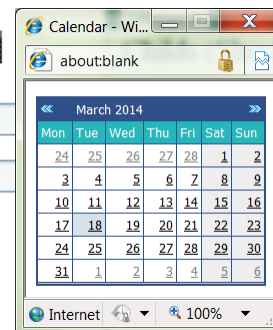 Calendar - Wi...
about:blank
« March 2014 »
Mon Tue Wed Thu Fri Sat Sun
24 25 26 27 28 1 2
3 4 5 6 7 8 9
10 11 12 13 14 15 16
17 18 19 20 21 22 23
24 25 26 27 28 29 30
31 1 2 3 4 5 6
Internet 100%